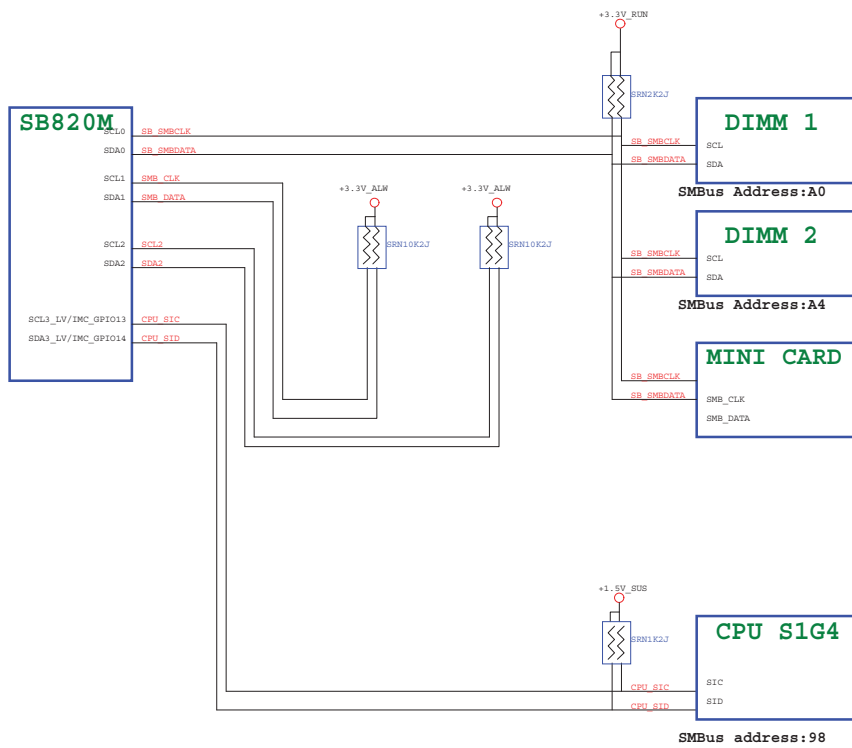 +3.3V_RUN
SRN2K2J
SB820M
SCL0 SB_SMBCLK
SDA0 SB_SMBDATA
SCL1 SMB_CLK
SDA1 SMB_DATA
SCL2 SCL2
SDA2 SDA2
SCL3_LV/IMC_GPIO13 CPU_SIC
SDA3_LV/IMC_GPIO14 CPU_SID
+3.3V_ALW
SRN10K2J
+3.3V_ALW
SRN10K2J
DIMM 1
SB_SMBCLK SCL
SB_SMBDATA SDA
SMBus Address:A0
DIMM 2
SB_SMBCLK SCL
SB_SMBDATA SDA
SMBus Address:A4
MINI CARD
SB_SMBCLK
SB_SMBDATA SMB_CLK
SMB_DATA
+1.5V_SUS
SRN1K2J
CPU S1G4
CPU_SIC SIC
CPU_SID SID
SMBus address:98